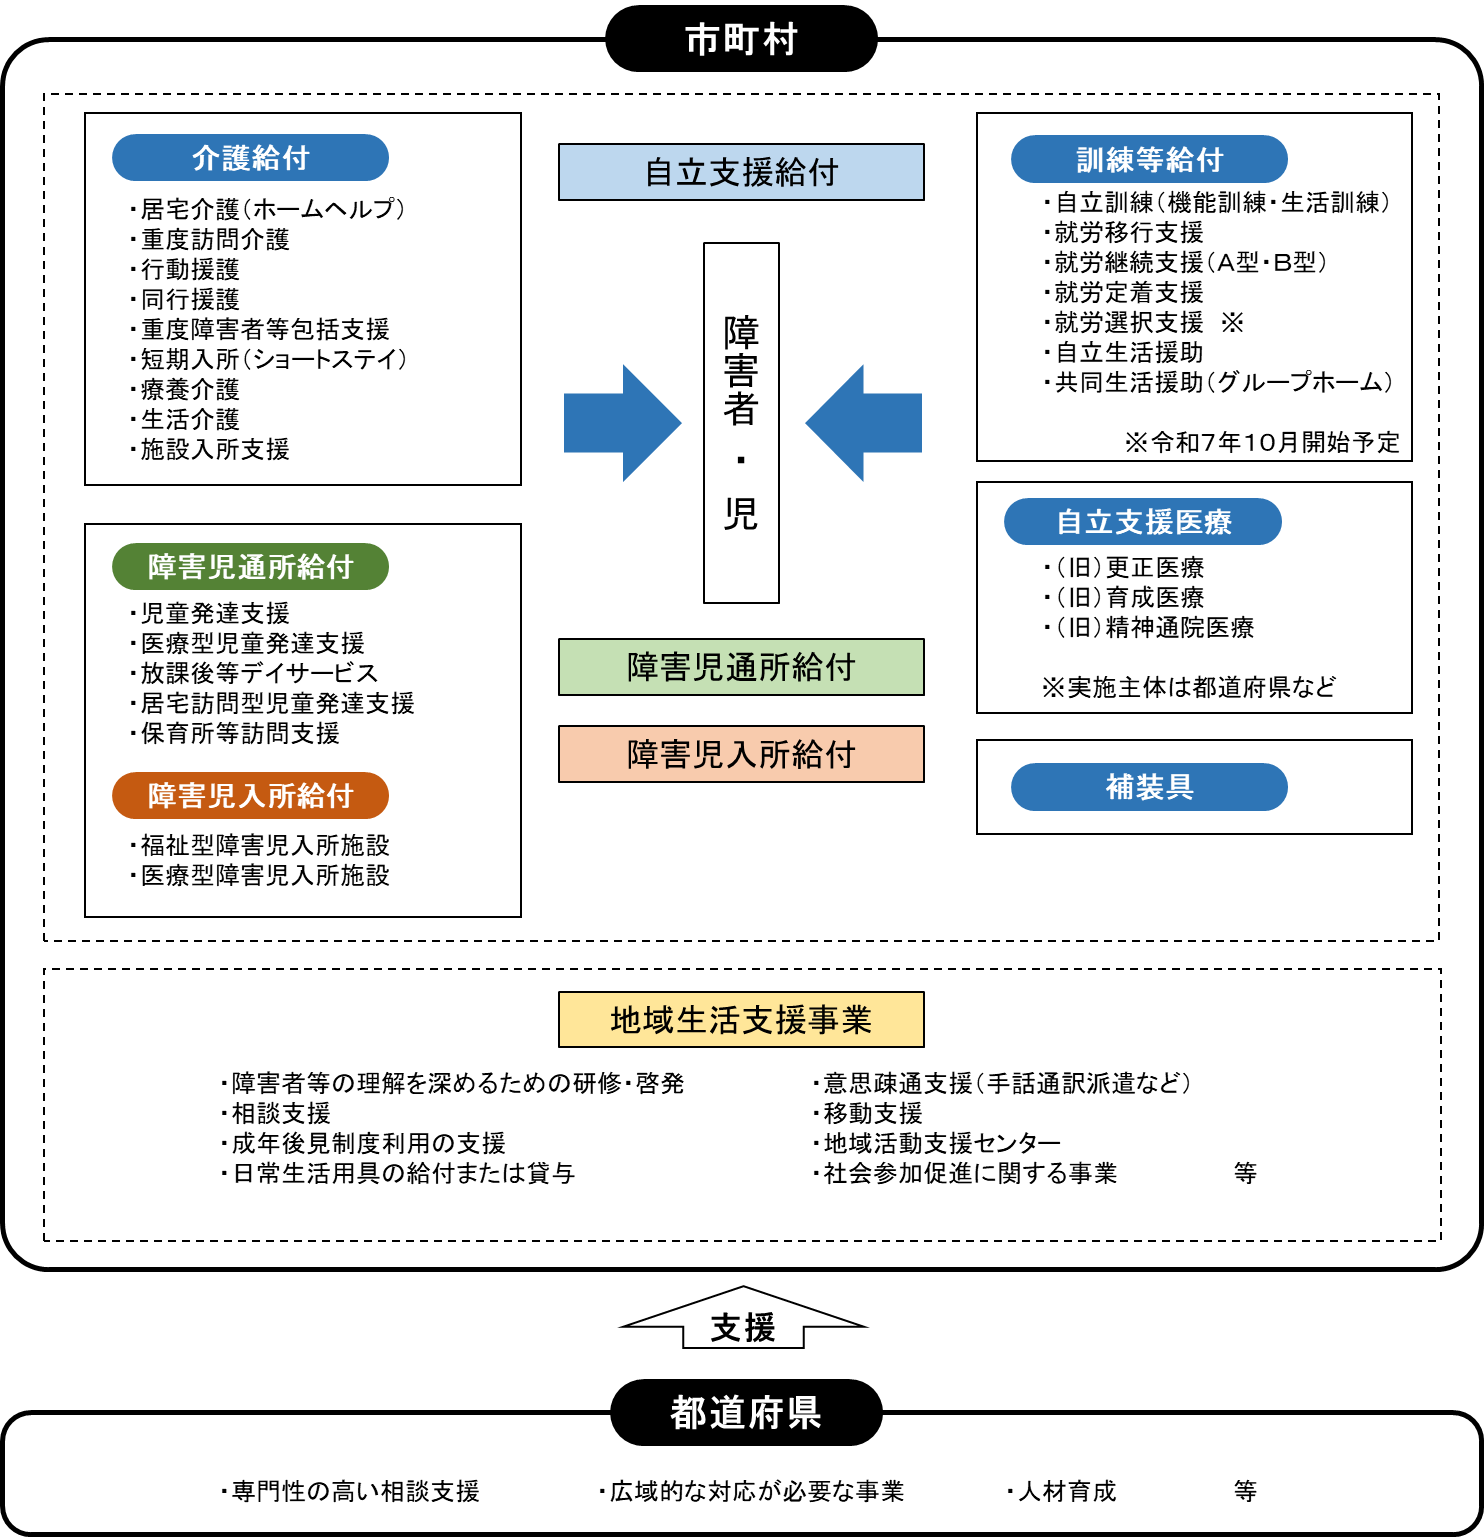 市町村
介護給付
・居宅介護（ホームヘルプ）
・重度訪問介護
・行動援護
・同行援護
・重度障害者等包括支援
・短期入所（ショートステイ）
・療養介護
・生活介護
・施設入所支援
障害児通所給付
・児童発達支援
・医療型児童発達支援
・放課後等デイサービス
・居宅訪問型児童発達支援
・保育所等訪問支援
障害児入所給付
・福祉型障害児入所施設
・医療型障害児入所施設
自立支援給付
障害者・児
障害児通所給付
障害児入所給付
訓練等給付
・自立訓練（機能訓練・生活訓練）
・就労移行支援
・就労継続支援（A型・B型）
・就労定着支援
・就労選択支援　※
・自立生活援助
・共同生活援助（グループホーム）
※令和７年１０月開始予定
自立支援医療
・（旧）更正医療
・（旧）育成医療
・（旧）精神通院医療
※実施主体は都道府県など
補装具
地域生活支援事業
・障害者等の理解を深めるための研修・啓発
・相談支援
・成年後見制度利用の支援
・日常生活用具の給付または貸与
・意思疎通支援（手話通訳派遣など）
・移動支援
・地域活動支援センター
・社会参加促進に関する事業　等
支援
都道府県
・専門性の高い相談支援　・広域的な対応が必要な事業　・人材育成　等